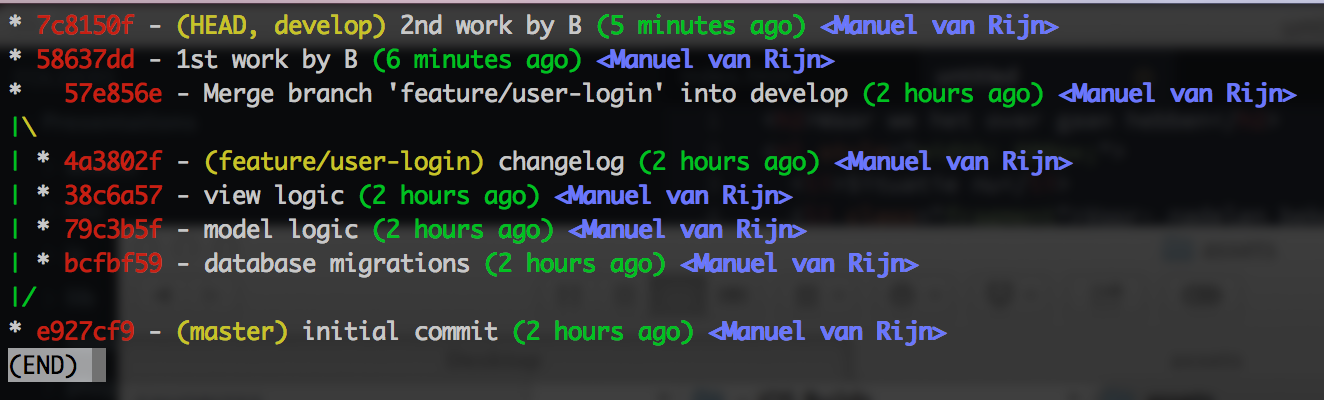 * 7c8150f - (HEAD, develop) 2nd work by B (5 minutes ago) <Manuel van Rijn>
* 58637dd - 1st work by B (6 minutes ago) <Manuel van Rijn>
*   57e856e - Merge branch 'feature/user-login' into develop (2 hours ago) <Manuel van Rijn>
|\
| * 4a3802f - (feature/user-login) changelog (2 hours ago) <Manuel van Rijn>
| * 38c6a57 - view logic (2 hours ago) <Manuel van Rijn>
| * 79c3b5f - model logic (2 hours ago) <Manuel van Rijn>
| * bcfbf59 - database migrations (2 hours ago) <Manuel van Rijn>
|/
* e927cf9 - (master) initial commit (2 hours ago) <Manuel van Rijn>
(END)